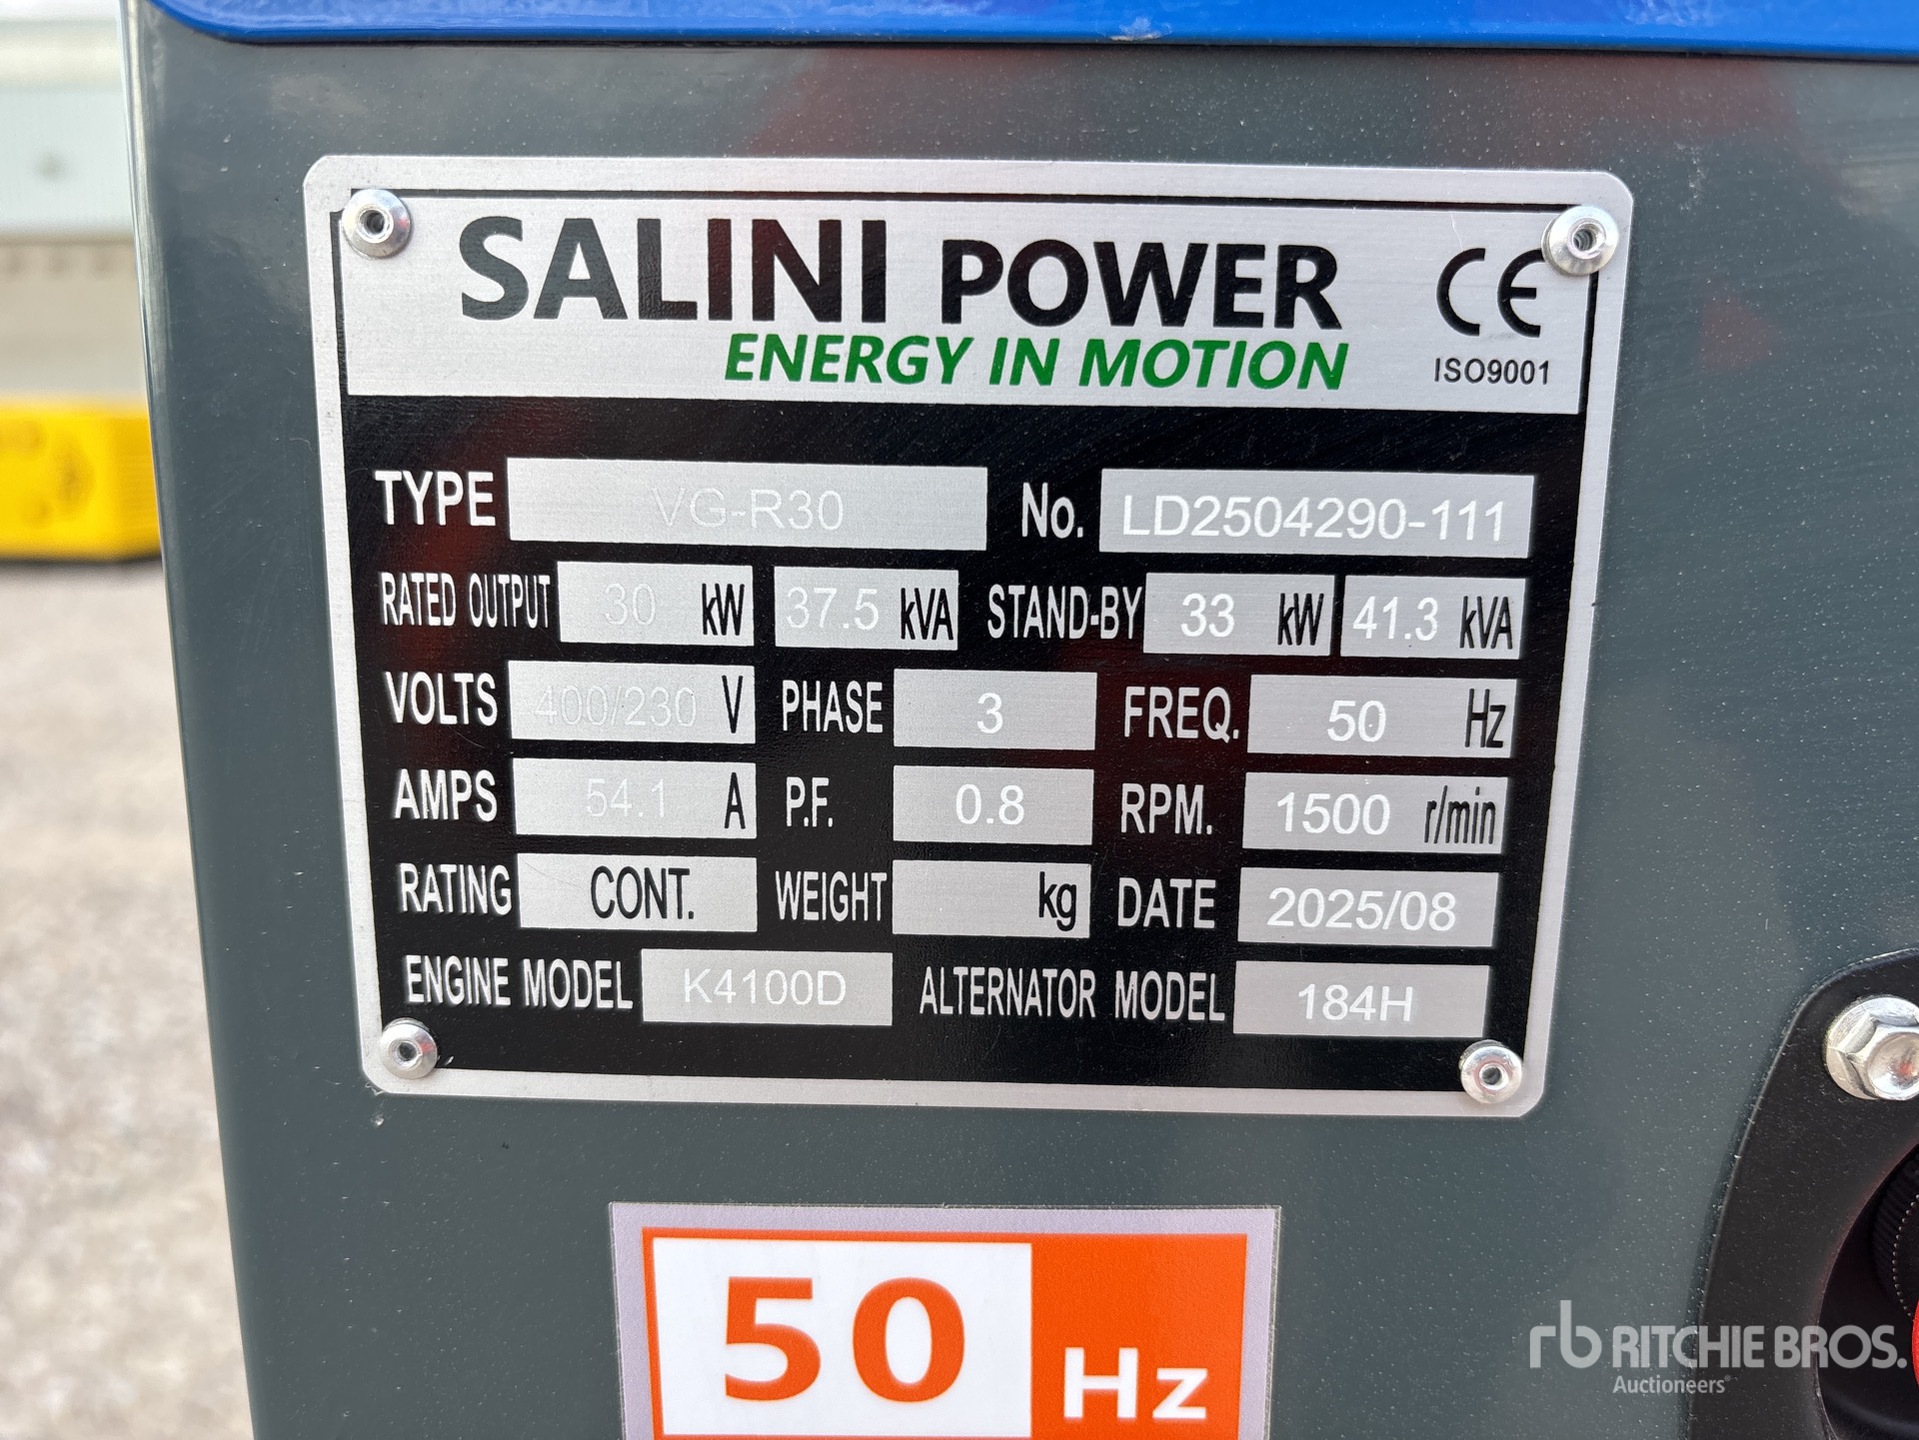 SALINI POWER
CE
ENERGY IN MOTION
ISO9001
TYPE VG-R30 No. LD2504290-111
RATED OUTPUT 30 kW 37.5 kVA STAND-BY 33 kW 41.3 kVA
VOLTS 400/230 V PHASE 3 FREQ. 50 Hz
AMPS 54.1 A P.F. 0.8 RPM. 1500 r/min
RATING CONT. WEIGHT kg DATE 2025/08
ENGINE MODEL K4100D ALTERNATOR MODEL 184H
50 Hz
rb RITCHIE BROS.
Auctioneers